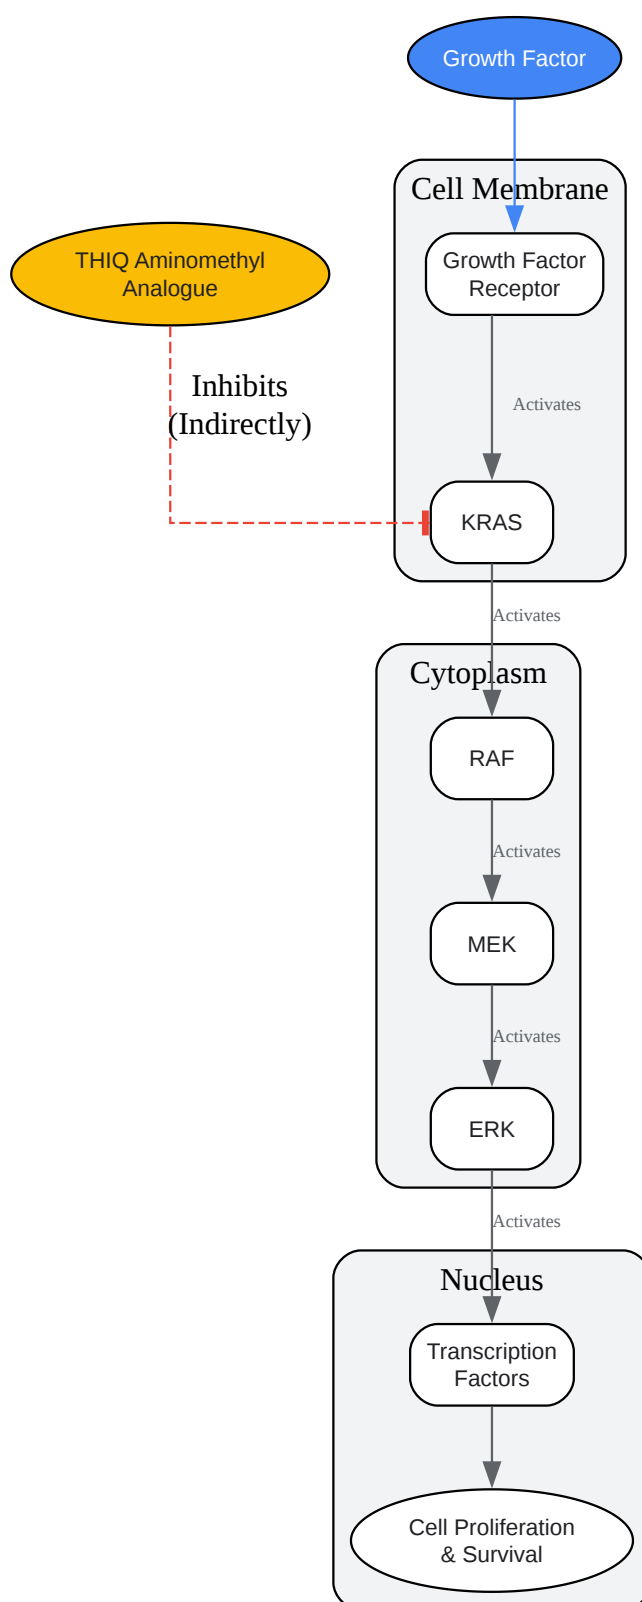 Growth Factor
Cell Membrane
THIQ Aminomethyl
Analogue
Growth Factor
Receptor
Inhibits
(Indirectly)
Activates
KRAS
Activates
Cytoplasm
RAF
Activates
MEK
Activates
ERK
Activates
Nucleus
Transcription
Factors
Cell Proliferation
& Survival